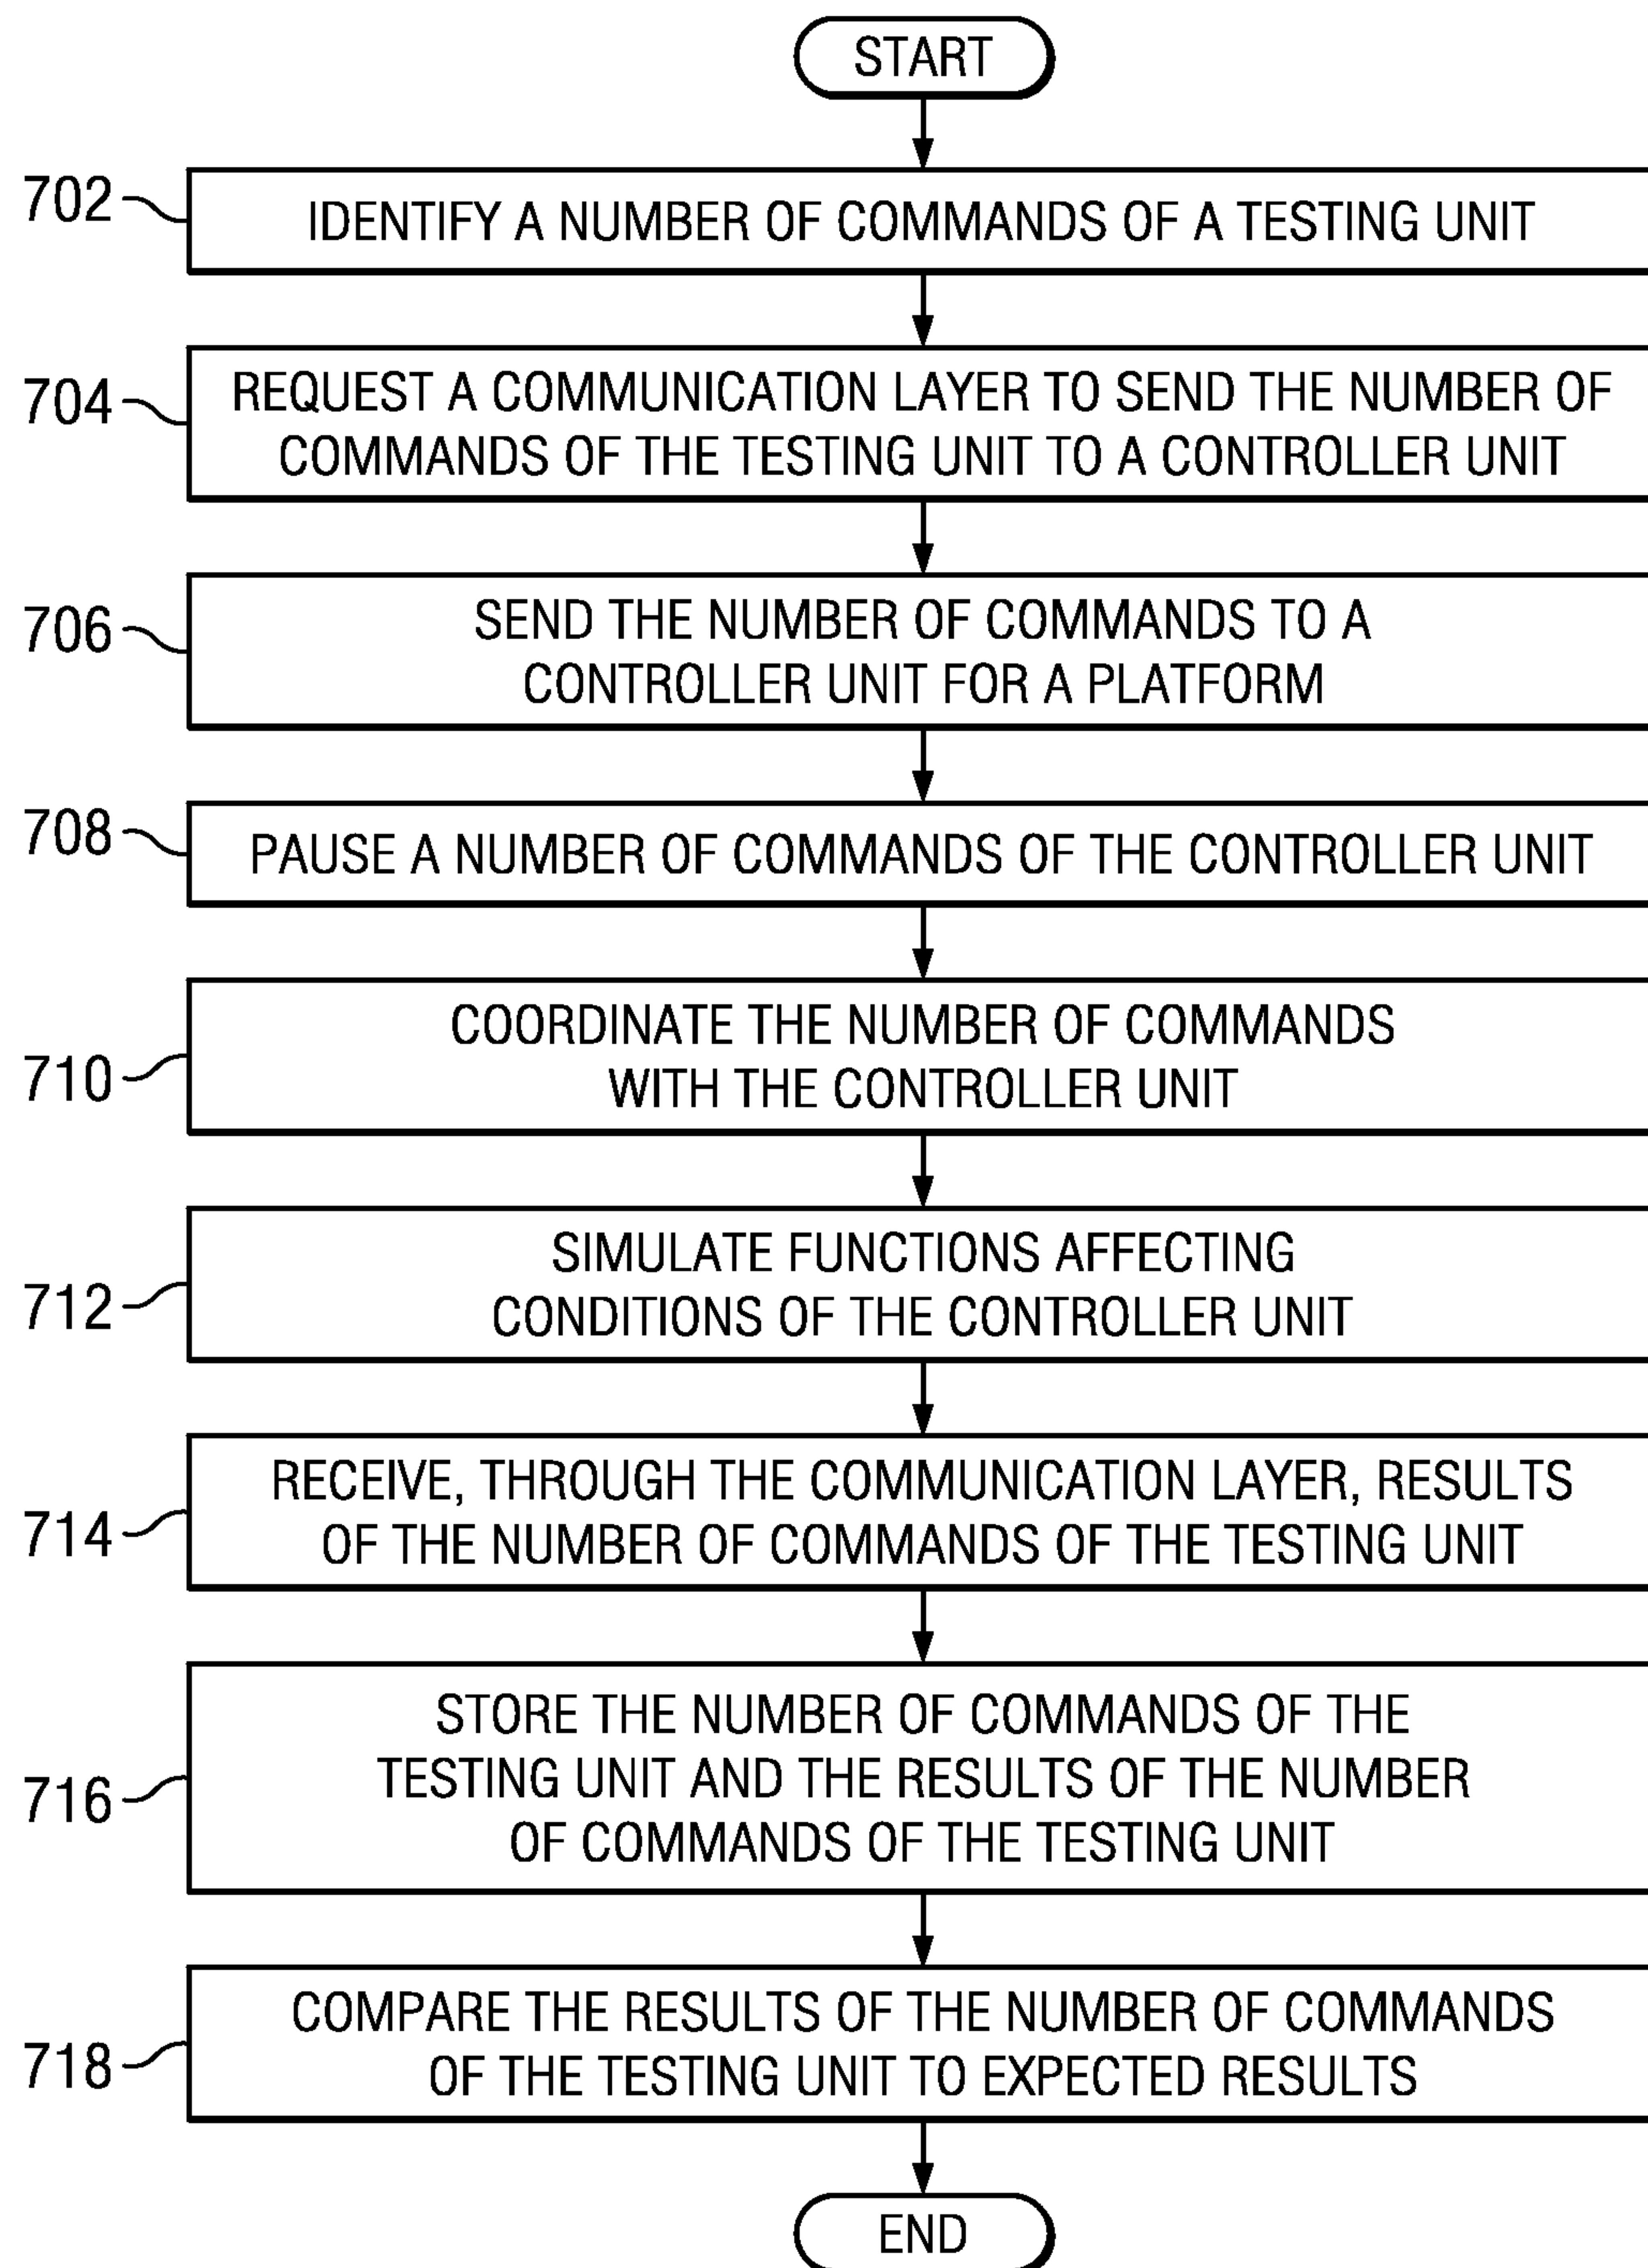 START
702
IDENTIFY A NUMBER OF COMMANDS OF A TESTING UNIT
704
REQUEST A COMMUNICATION LAYER TO SEND THE NUMBER OF
COMMANDS OF THE TESTING UNIT TO A CONTROLLER UNIT
706
SEND THE NUMBER OF COMMANDS TO A
CONTROLLER UNIT FOR A PLATFORM
708
PAUSE A NUMBER OF COMMANDS OF THE CONTROLLER UNIT
710
COORDINATE THE NUMBER OF COMMANDS
WITH THE CONTROLLER UNIT
712
SIMULATE FUNCTIONS AFFECTING
CONDITIONS OF THE CONTROLLER UNIT
714
RECEIVE, THROUGH THE COMMUNICATION LAYER, RESULTS
OF THE NUMBER OF COMMANDS OF THE TESTING UNIT
716
STORE THE NUMBER OF COMMANDS OF THE
TESTING UNIT AND THE RESULTS OF THE NUMBER
OF COMMANDS OF THE TESTING UNIT
718
COMPARE THE RESULTS OF THE NUMBER OF COMMANDS
OF THE TESTING UNIT TO EXPECTED RESULTS
END